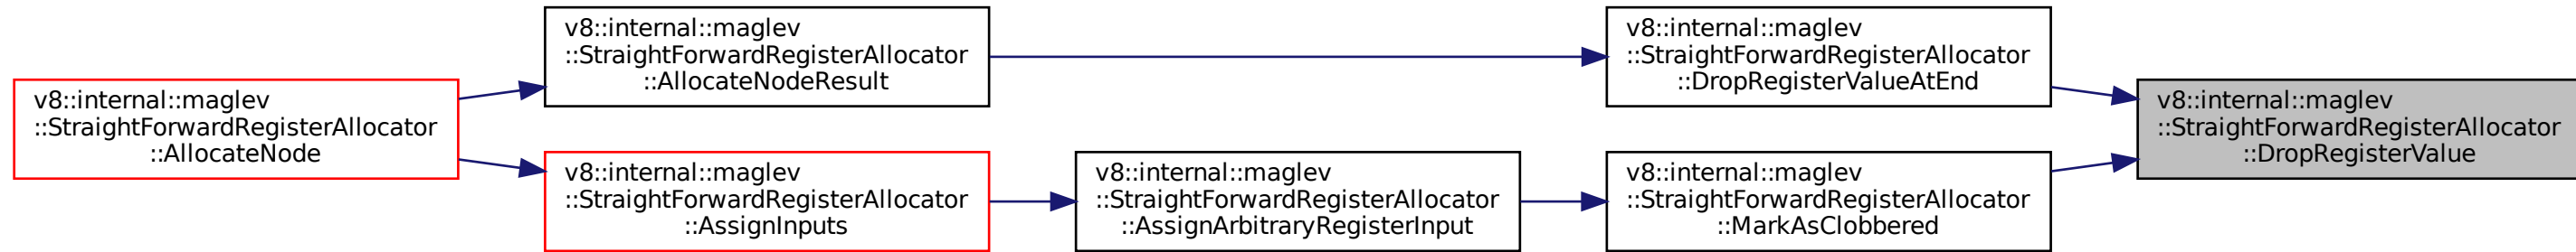 v8::internal::maglev
::StraightForwardRegisterAllocator
::AllocateNode
v8::internal::maglev
::StraightForwardRegisterAllocator
::AllocateNodeResult
v8::internal::maglev
::StraightForwardRegisterAllocator
::AssignInputs
v8::internal::maglev
::StraightForwardRegisterAllocator
::AssignArbitraryRegisterInput
v8::internal::maglev
::StraightForwardRegisterAllocator
::DropRegisterValueAtEnd
v8::internal::maglev
::StraightForwardRegisterAllocator
::MarkAsClobbered
v8::internal::maglev
::StraightForwardRegisterAllocator
::DropRegisterValue